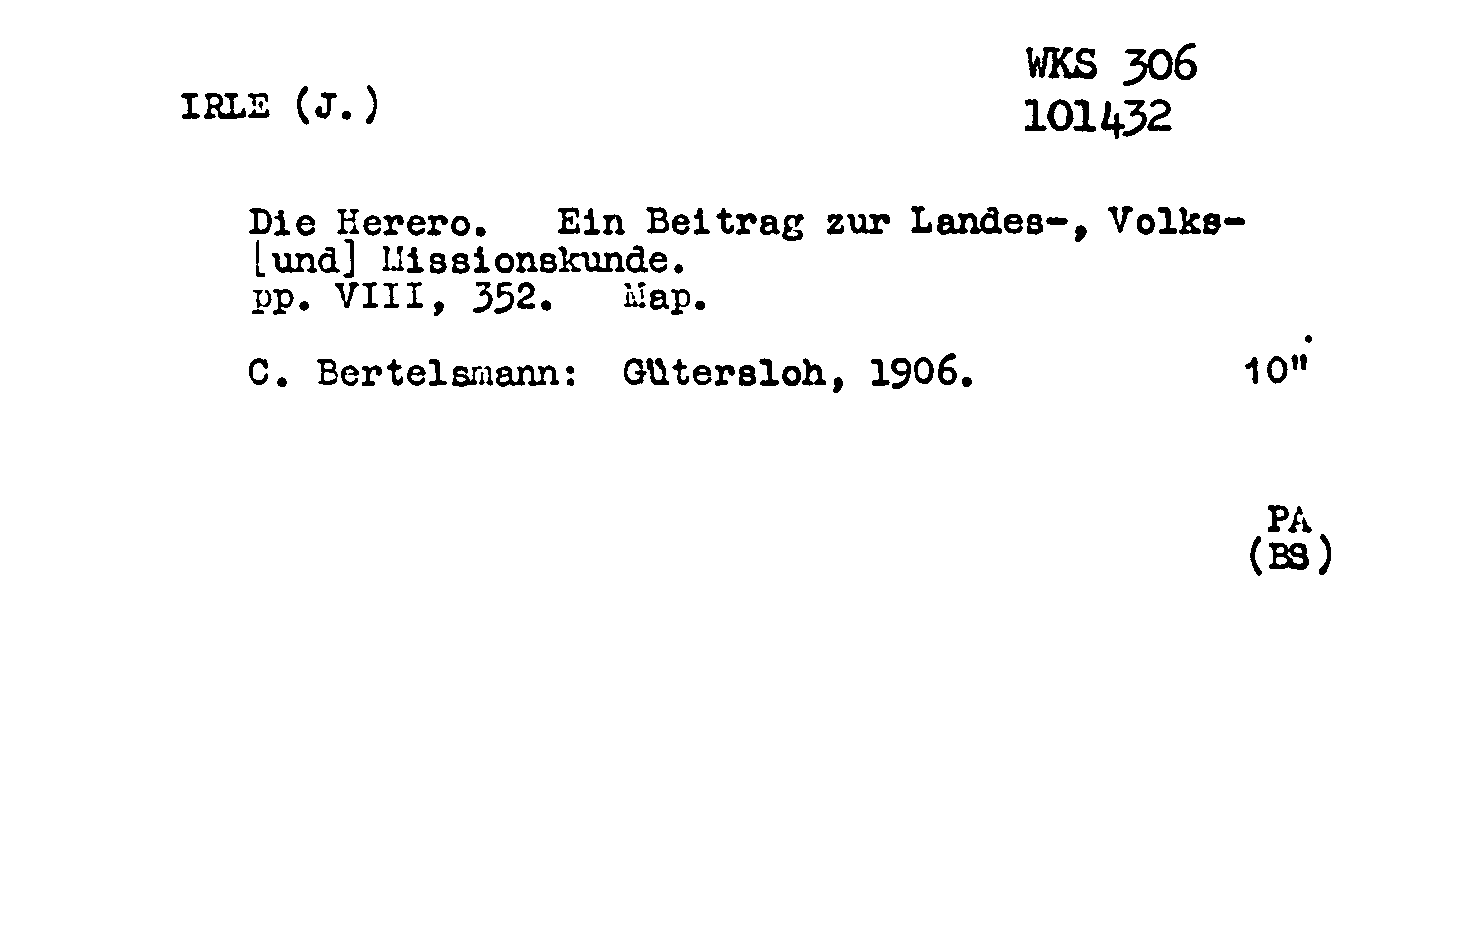 WKS 306
IRLE (J.)
101432
Die Herero. Ein Beitrag zur Landes-, Volks-
[und] Missionskunde.
pp. VIII, 352. Map.
C. Bertelsmann: Gütersloh, 1906. 10"
PA
(BS)